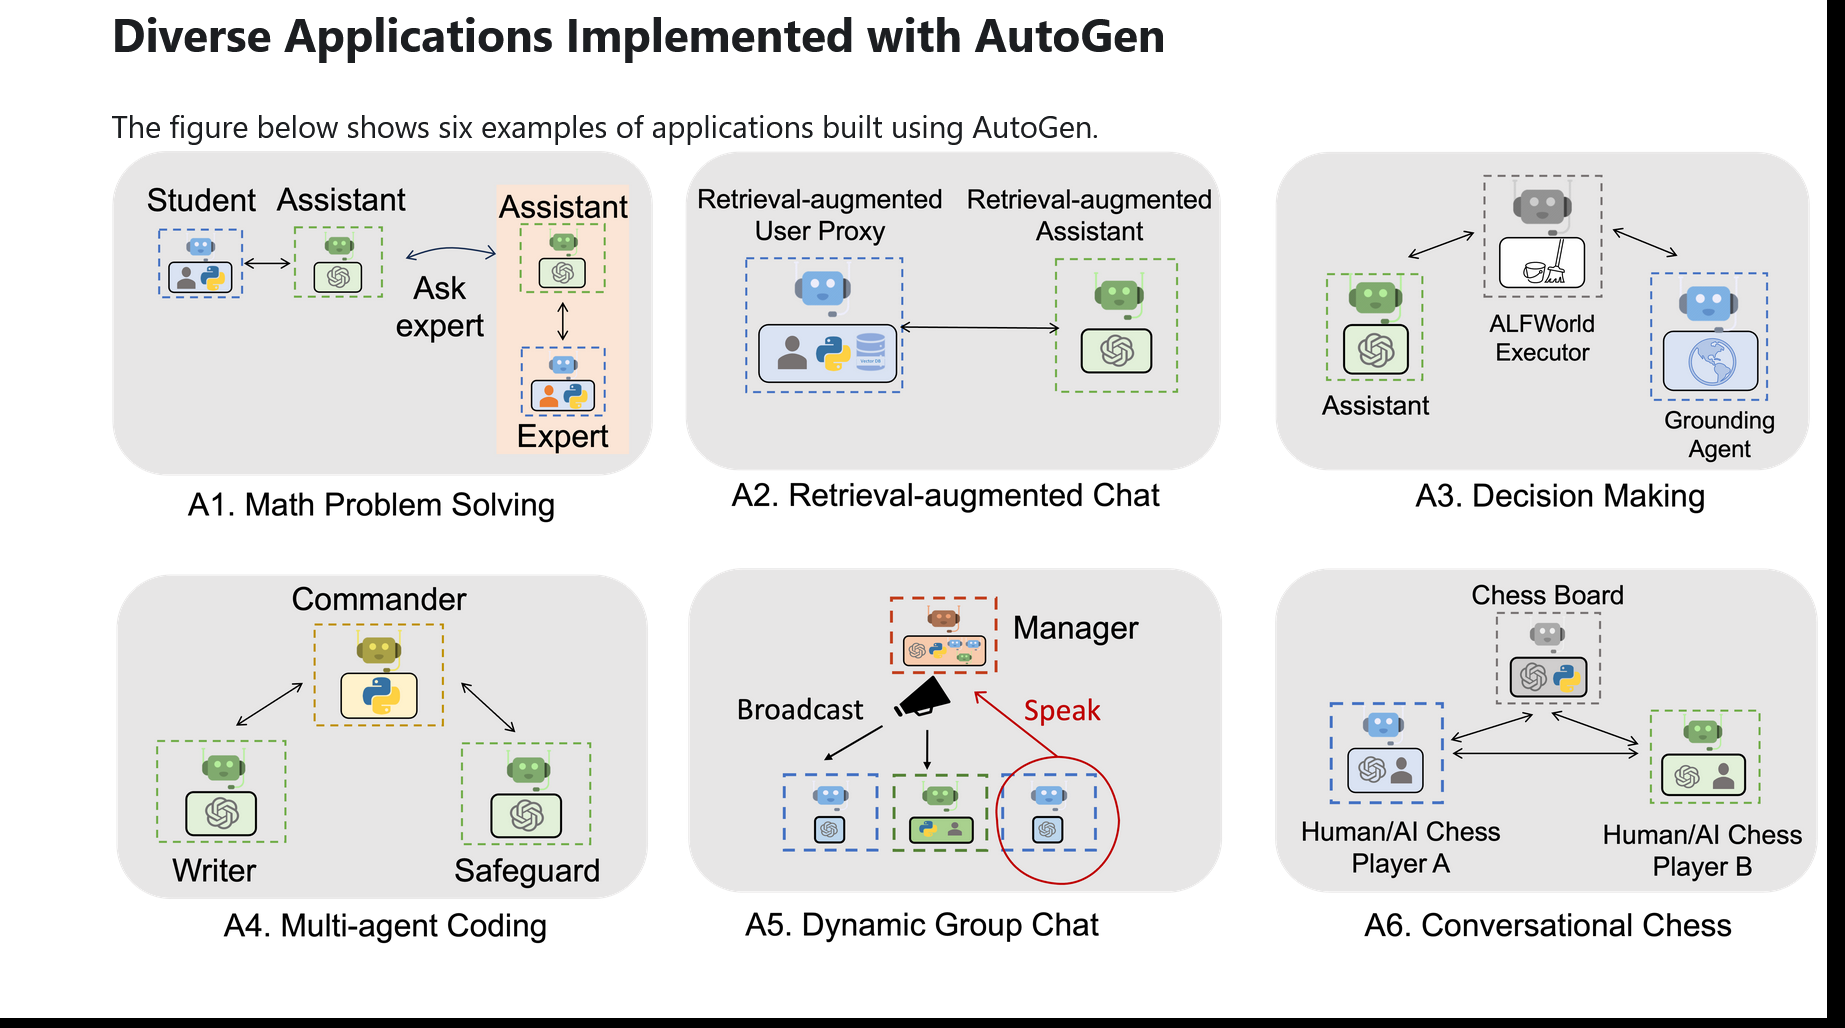 Diverse Applications Implemented with AutoGen
The figure below shows six examples of applications built using AutoGen.
Student
Assistant
Ask
expert
Assistant
Expert
A1. Math Problem Solving
Retrieval-augmented
User Proxy
Retrieval-augmented
Assistant
Vector DB
A2. Retrieval-augmented Chat
ALFWorld
Executor
Assistant
Grounding
Agent
A3. Decision Making
Commander
Writer
Safeguard
A4. Multi-agent Coding
Manager
Broadcast
Speak
A5. Dynamic Group Chat
Chess Board
Human/AI Chess
Player A
Human/AI Chess
Player B
A6. Conversational Chess